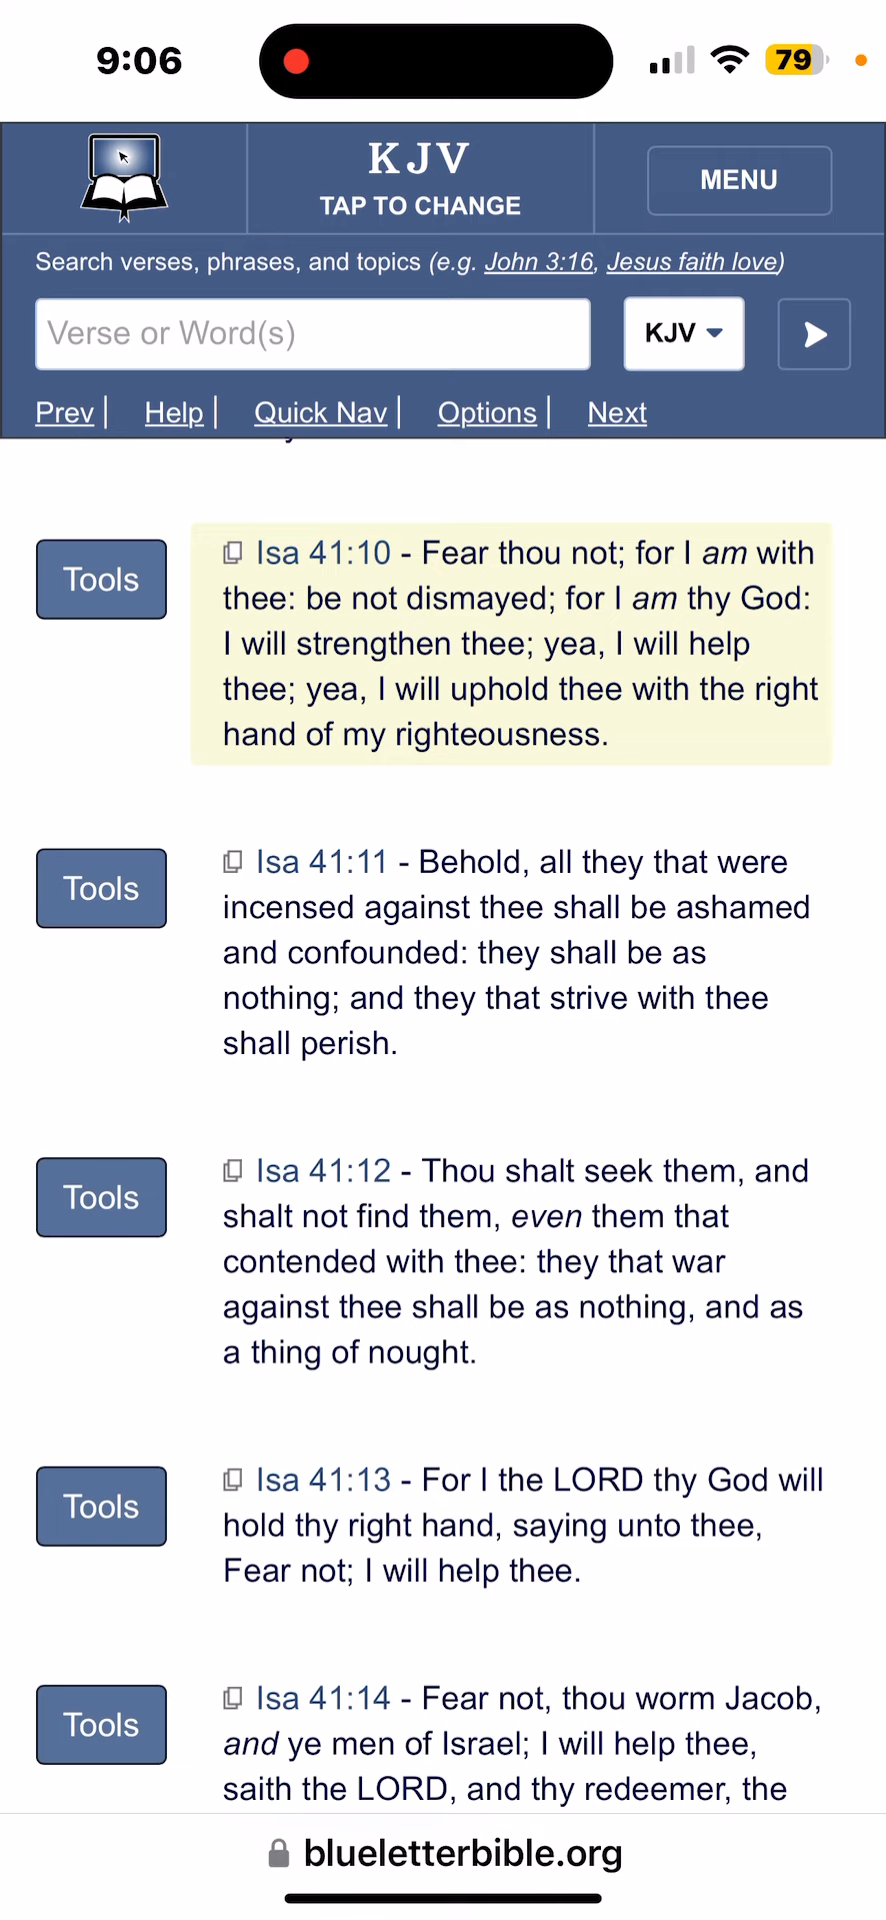 9:06
79
KJV
TAP TO CHANGE
MENU
Search verses, phrases, and topics (e.g. John 3:16, Jesus faith love)
Verse or Word(s)
KJV
Prev | Help | Quick Nav | Options | Next
Tools
Isa 41:10 - Fear thou not; for I am with
thee: be not dismayed; for I am thy God:
I will strengthen thee; yea, I will help
thee; yea, I will uphold thee with the right
hand of my righteousness.
Tools
Isa 41:11 - Behold, all they that were
incensed against thee shall be ashamed
and confounded: they shall be as
nothing; and they that strive with thee
shall perish.
Tools
Isa 41:12 - Thou shalt seek them, and
shalt not find them, even them that
contended with thee: they that war
against thee shall be as nothing, and as
a thing of nought.
Tools
Isa 41:13 - For I the LORD thy God will
hold thy right hand, saying unto thee,
Fear not; I will help thee.
Tools
Isa 41:14 - Fear not, thou worm Jacob,
and ye men of Israel; I will help thee,
saith the LORD, and thy redeemer, the
blueletterbible.org